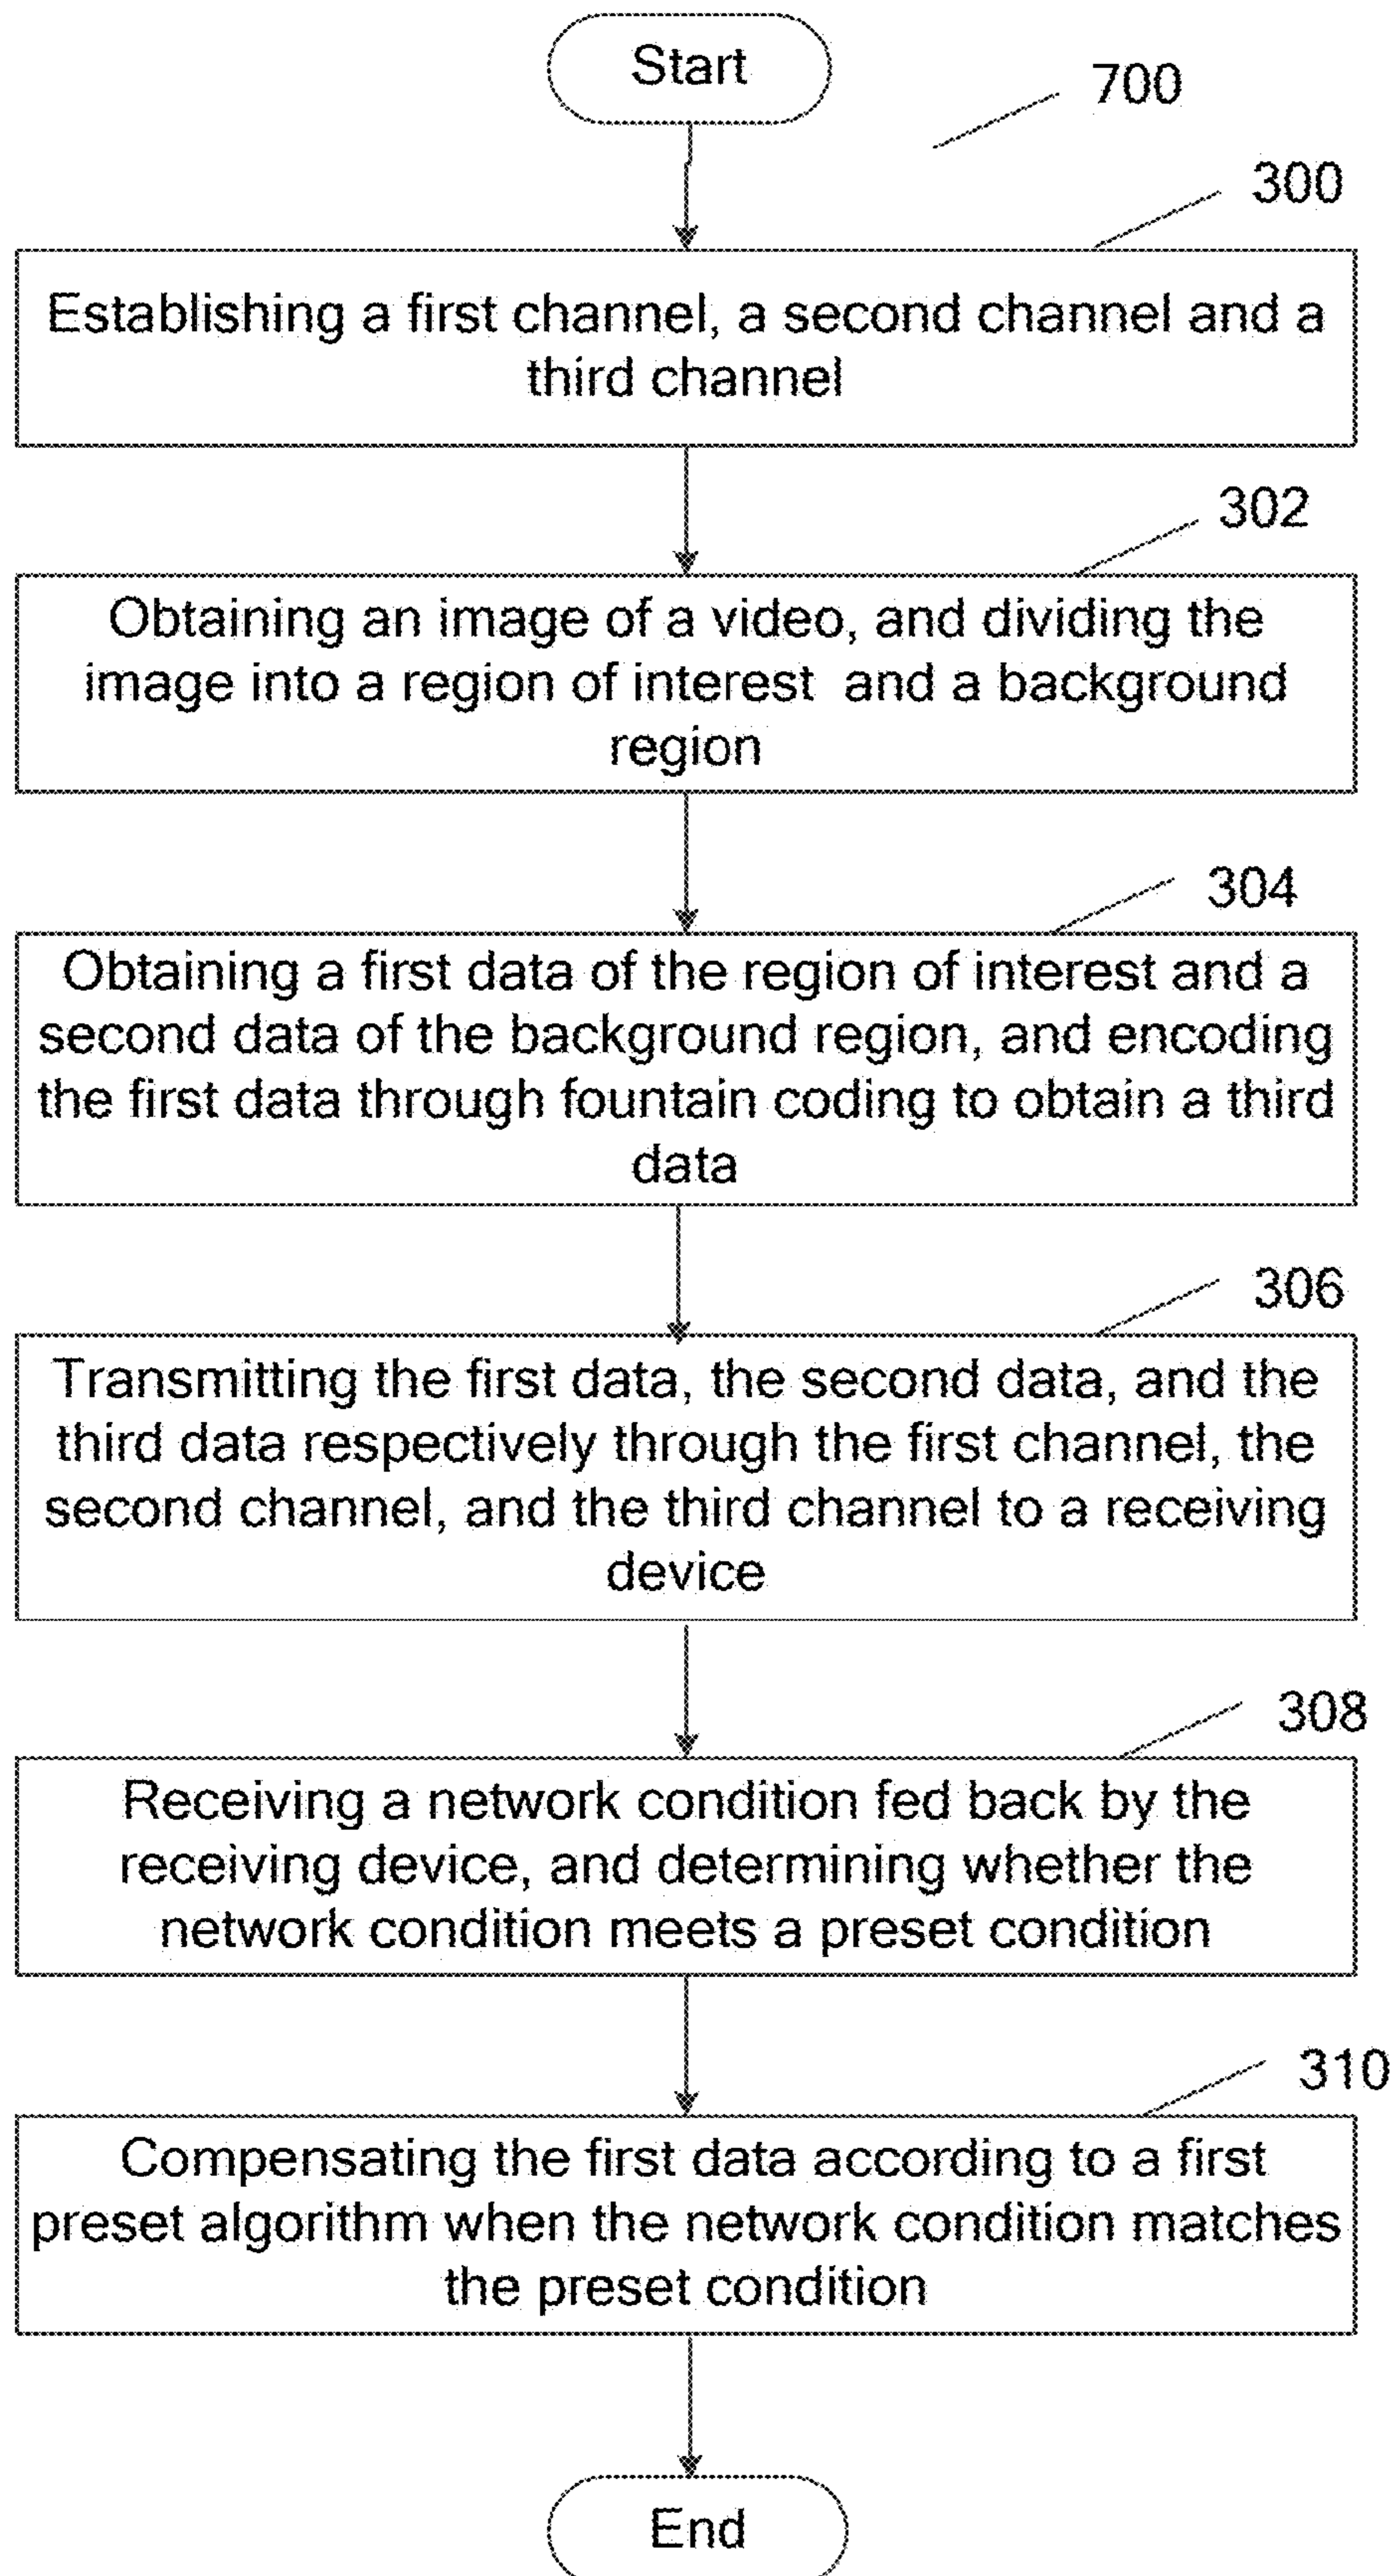 Start
700
300
Establishing a first channel, a second channel and a
third channel
302
Obtaining an image of a video, and dividing the
image into a region of interest and a background
region
304
Obtaining a first data of the region of interest and a
second data of the background region, and encoding
the first data through fountain coding to obtain a third
data
306
Transmitting the first data, the second data, and the
third data respectively through the first channel, the
second channel, and the third channel to a receiving
device
308
Receiving a network condition fed back by the
receiving device, and determining whether the
network condition meets a preset condition
310
Compensating the first data according to a first
preset algorithm when the network condition matches
the preset condition
End